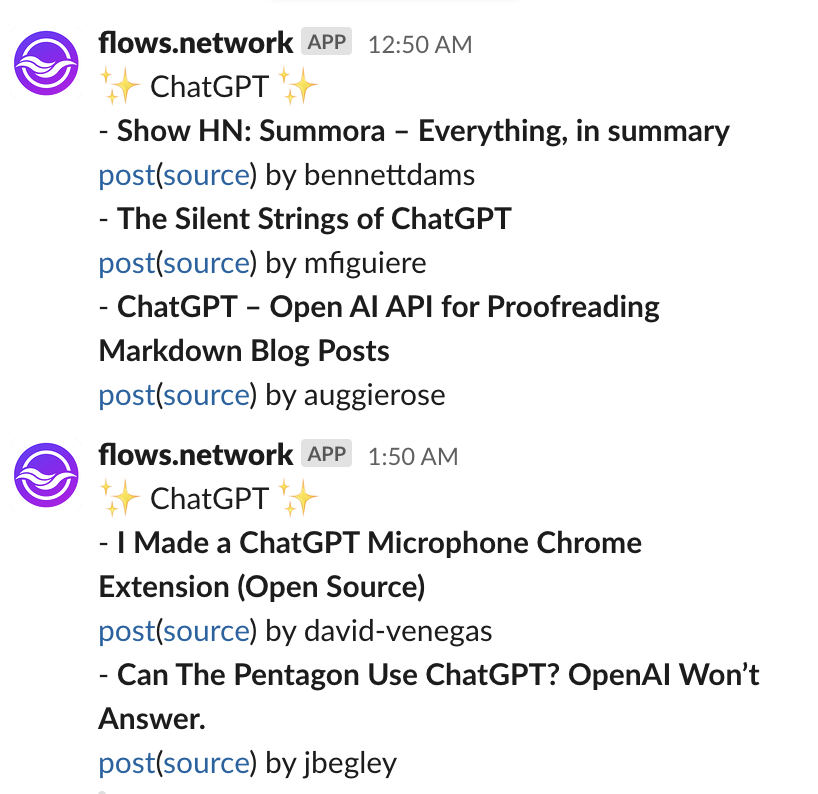 flows.network APP 12:50 AM
✨ ChatGPT ✨
- Show HN: Summora – Everything, in summary
post(source) by bennettdams
- The Silent Strings of ChatGPT
post(source) by mfiguiere
- ChatGPT – Open AI API for Proofreading
Markdown Blog Posts
post(source) by auggierose
flows.network APP 1:50 AM
✨ ChatGPT ✨
- I Made a ChatGPT Microphone Chrome
Extension (Open Source)
post(source) by david-venegas
- Can The Pentagon Use ChatGPT? OpenAI Won’t
Answer.
post(source) by jbegley